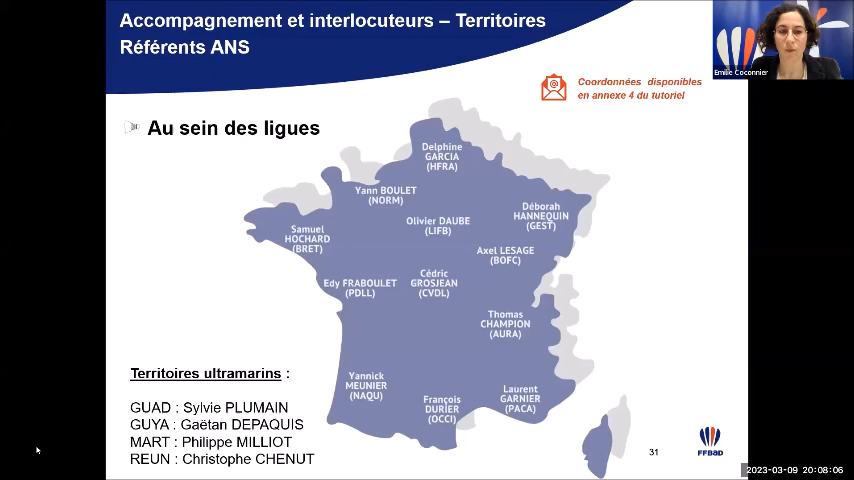 Accompagnement et interlocuteurs – Territoires
Référents ANS
Emilie Coconnier
Coordonnées disponibles
en annexe 4 du tutoriel
Au sein des ligues
Delphine
GARCIA
(HFRA)
Yann BOULET
(NORM)
Déborah
HANNEQUIN
(GEST)
Olivier DAUBE
(LIFB)
Samuel
HOCHARD
(BRET)
Axel LESAGE
(BOFC)
Edy FRABOULET
(PDLL)
Cédric
GROSJEAN
(CVDL)
Thomas
CHAMPION
(AURA)
Yannick
MEUNIER
(NAQU)
François
DURIER
(OCCI)
Laurent
GARNIER
(PACA)
Territoires ultramarins :
GUAD : Sylvie PLUMAIN
GUYA : Gaëtan DEPAQUIS
MART : Philippe MILLIOT
REUN : Christophe CHENUT
31
FFBaD
2023-03-09 20:08:06